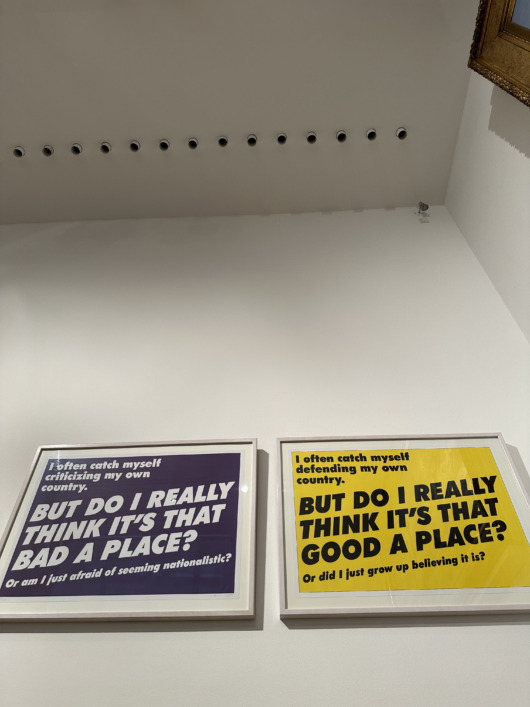 I often catch myself
criticizing my own
country.
BUT DO I REALLY
THINK IT'S THAT
BAD A PLACE?
Or am I just afraid of seeming nationalistic?
I often catch myself
defending my own
country.
BUT DO I REALLY
THINK IT'S THAT
GOOD A PLACE?
Or did I just grow up believing it is?